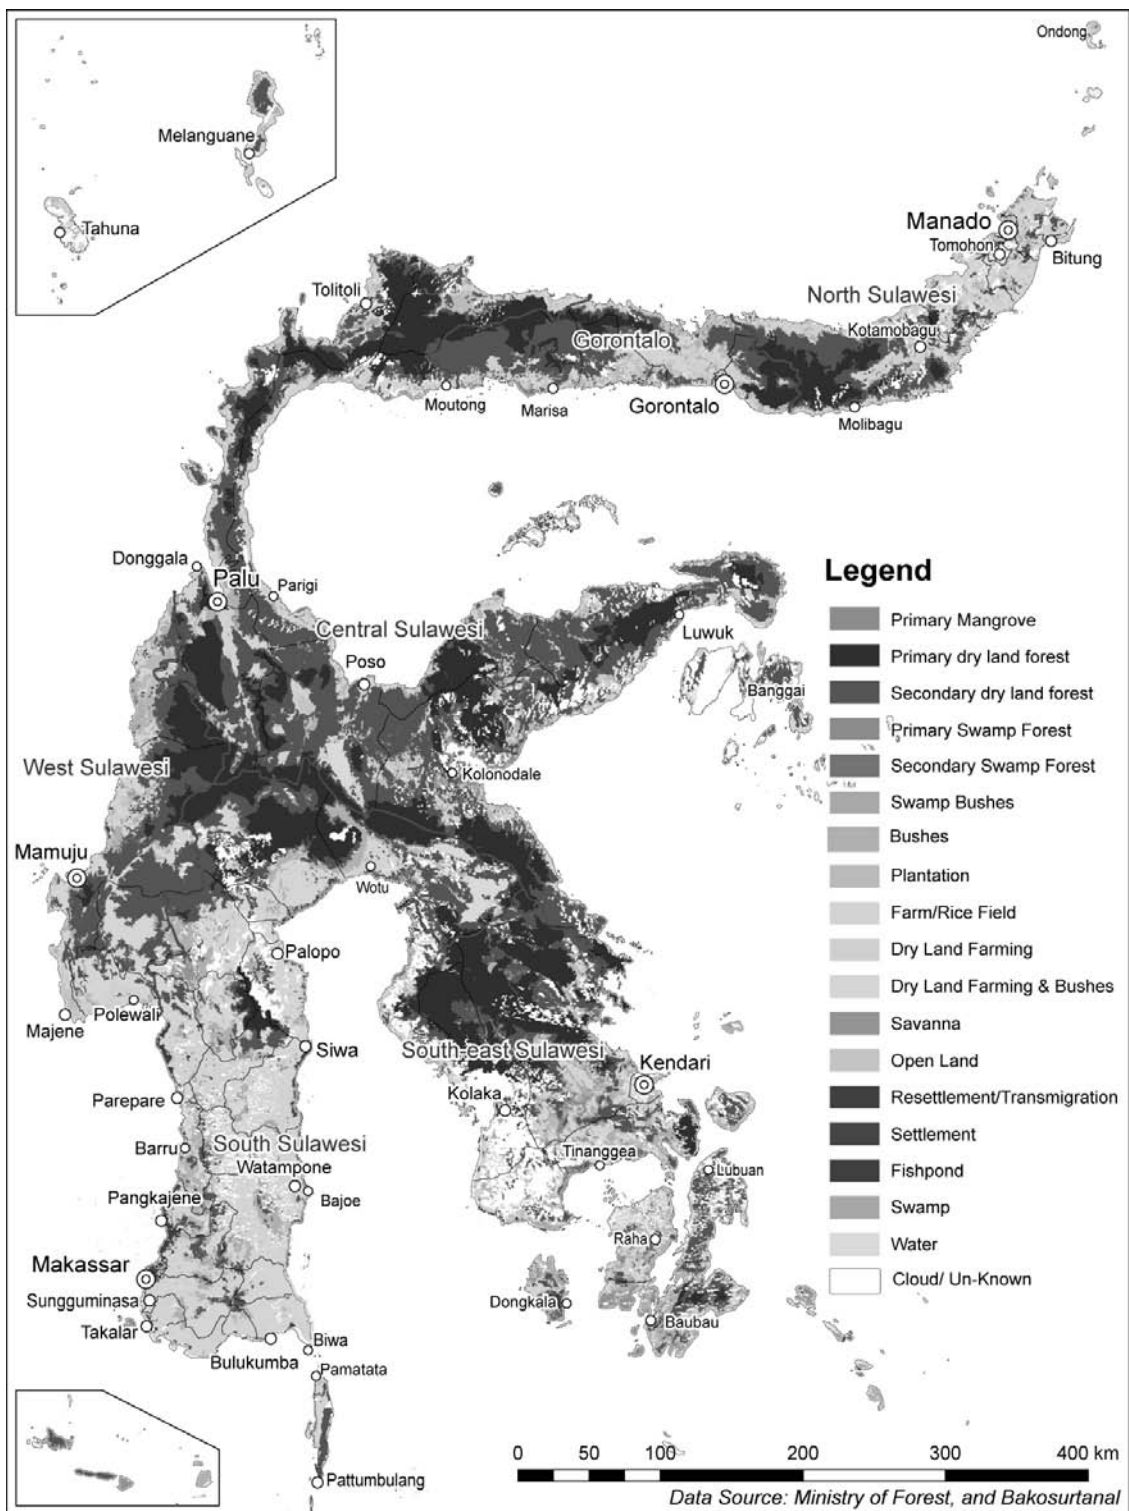 Ondong
Melanguane
Tahuna
Manado
Tomohon
Bitung
Tolitoli
North Sulawesi
Kotamobagu
Gorontalo
Moutong
Marisa
Gorontalo
Molibagu
Donggala
Palu
Parigi
Central Sulawesi
Poso
Luwuk
Banggai
West Sulawesi
Kolonodale
Mamuju
Wotu
Palopo
Polewali
Majene
Siwa
South-east Sulawesi
Kendari
Kolaka
Parepare
Barru
South Sulawesi
Watampone
Tinanggea
Lubuan
Pangkajene
Bajoe
Raha
Makassar
Sungguminasa
Dongkala
Takalar
Baubau
Bulukumba
Biwa
Pamatata
Pattumbulang
Legend
Primary Mangrove
Primary dry land forest
Secondary dry land forest
Primary Swamp Forest
Secondary Swamp Forest
Swamp Bushes
Bushes
Plantation
Farm/Rice Field
Dry Land Farming
Dry Land Farming & Bushes
Savanna
Open Land
Resettlement/Transmigration
Settlement
Fishpond
Swamp
Water
Cloud/ Un-Known
0 50 100 200 300 400 km
Data Source: Ministry of Forest, and Bakosurtanal